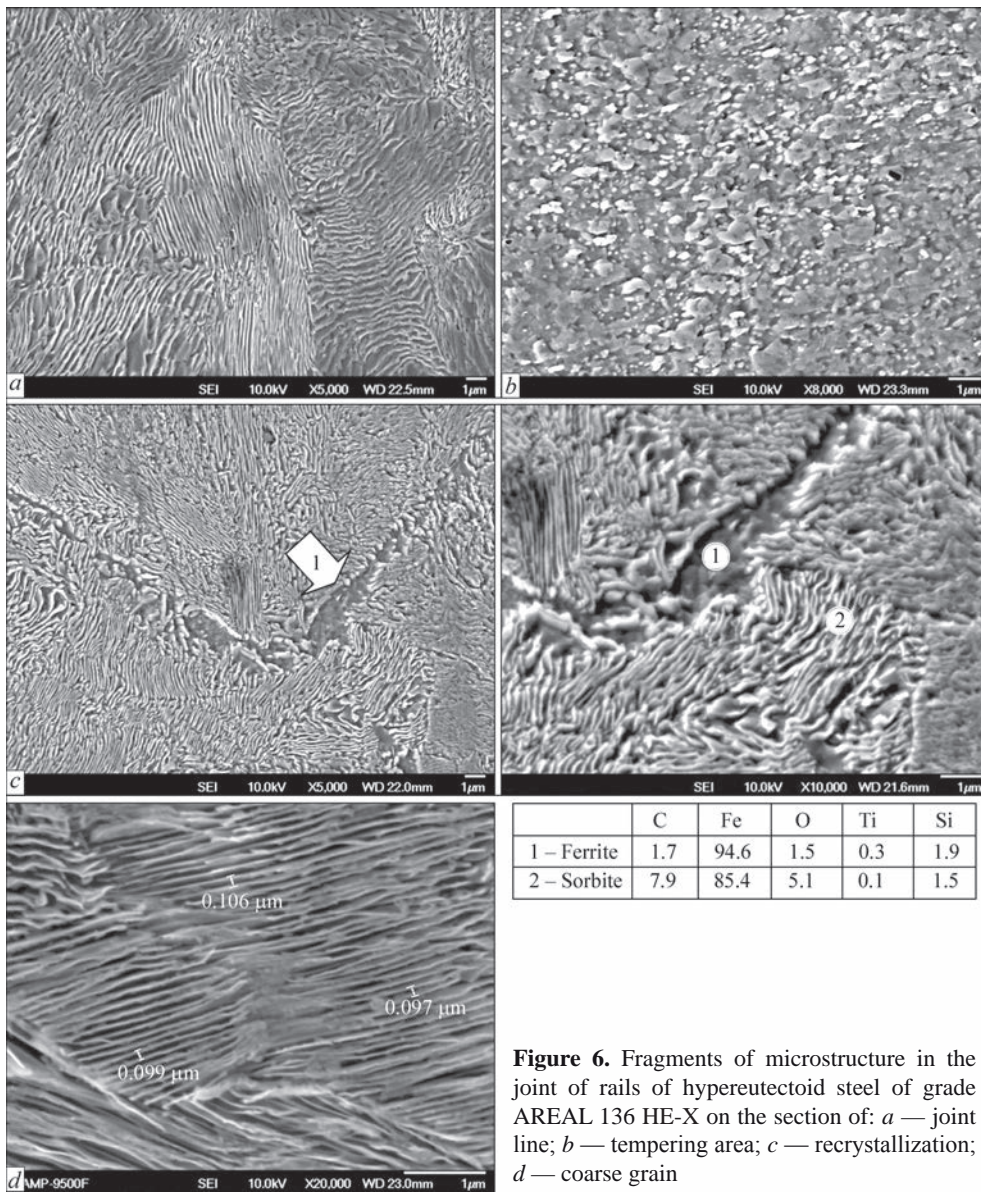 a SEI 10.0kV X5,000 WD 22.5mm 1µm
b SEI 10.0kV X8,000 WD 23.3mm 1µm
1
c SEI 10.0kV X5,000 WD 22.0mm 1µm
1
2
SEI 10.0kV X10,000 WD 21.6mm 1µm
0.106 µm
0.097 µm
0.099 µm
d AMP-9500F SEI 10.0kV X20,000 WD 23.0mm 1µm
C Fe O Ti Si
1 – Ferrite 1.7 94.6 1.5 0.3 1.9
2 – Sorbite 7.9 85.4 5.1 0.1 1.5
Figure 6. Fragments of microstructure in the
joint of rails of hypereutectoid steel of grade
AREAL 136 HE-X on the section of: a — joint
line; b — tempering area; c — recrystallization;
d — coarse grain